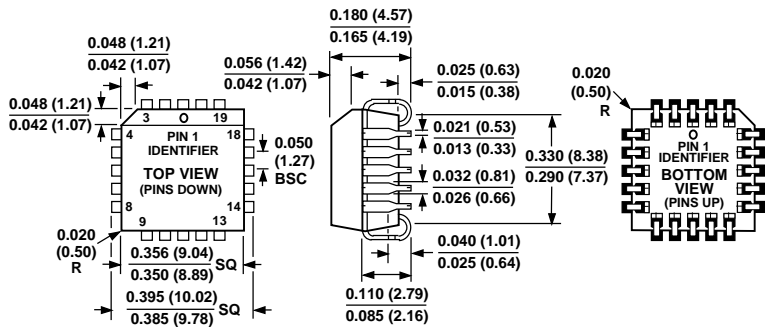 0.048 (1.21)
0.042 (1.07)
0.048 (1.21)
0.042 (1.07)
3
19
4
PIN 1
IDENTIFIER
18
TOP VIEW
(PINS DOWN)
8
14
9
13
0.050
(1.27)
BSC
0.020
(0.50)
R
0.356 (9.04)
0.350 (8.89)
SQ
0.395 (10.02)
0.385 (9.78)
SQ
0.180 (4.57)
0.165 (4.19)
0.056 (1.42)
0.042 (1.07)
0.025 (0.63)
0.015 (0.38)
0.021 (0.53)
0.013 (0.33)
0.032 (0.81)
0.026 (0.66)
0.330 (8.38)
0.290 (7.37)
0.040 (1.01)
0.025 (0.64)
0.110 (2.79)
0.085 (2.16)
0.020
(0.50)
R
PIN 1
IDENTIFIER
BOTTOM
VIEW
(PINS UP)